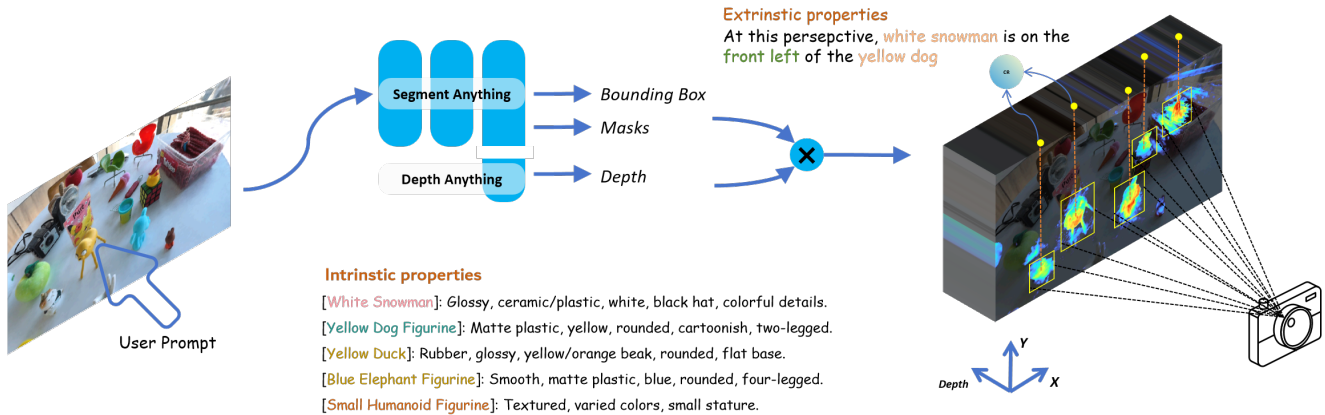 Extrinstic properties
At this persepctive, white snowman is on the
front left of the yellow dog
CR
Segment Anything
Bounding Box
Masks
Depth Anything
Depth
User Prompt
Intrinstic properties
[White Snowman]: Glossy, ceramic/plastic, white, black hat, colorful details.
[Yellow Dog Figurine]: Matte plastic, yellow, rounded, cartoonish, two-legged.
[Yellow Duck]: Rubber, glossy, yellow/orange beak, rounded, flat base.
[Blue Elephant Figurine]: Smooth, matte plastic, blue, rounded, four-legged.
[Small Humanoid Figurine]: Textured, varied colors, small stature.
Y
Depth
X